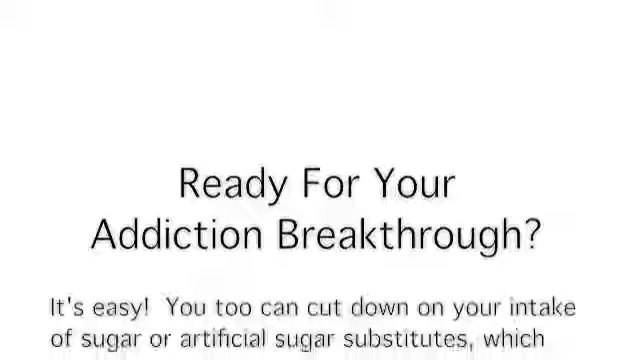 Ready For Your
Addiction Breakthrough?
It's easy!  You too can cut down on your intake
of sugar or artificial sugar substitutes, which